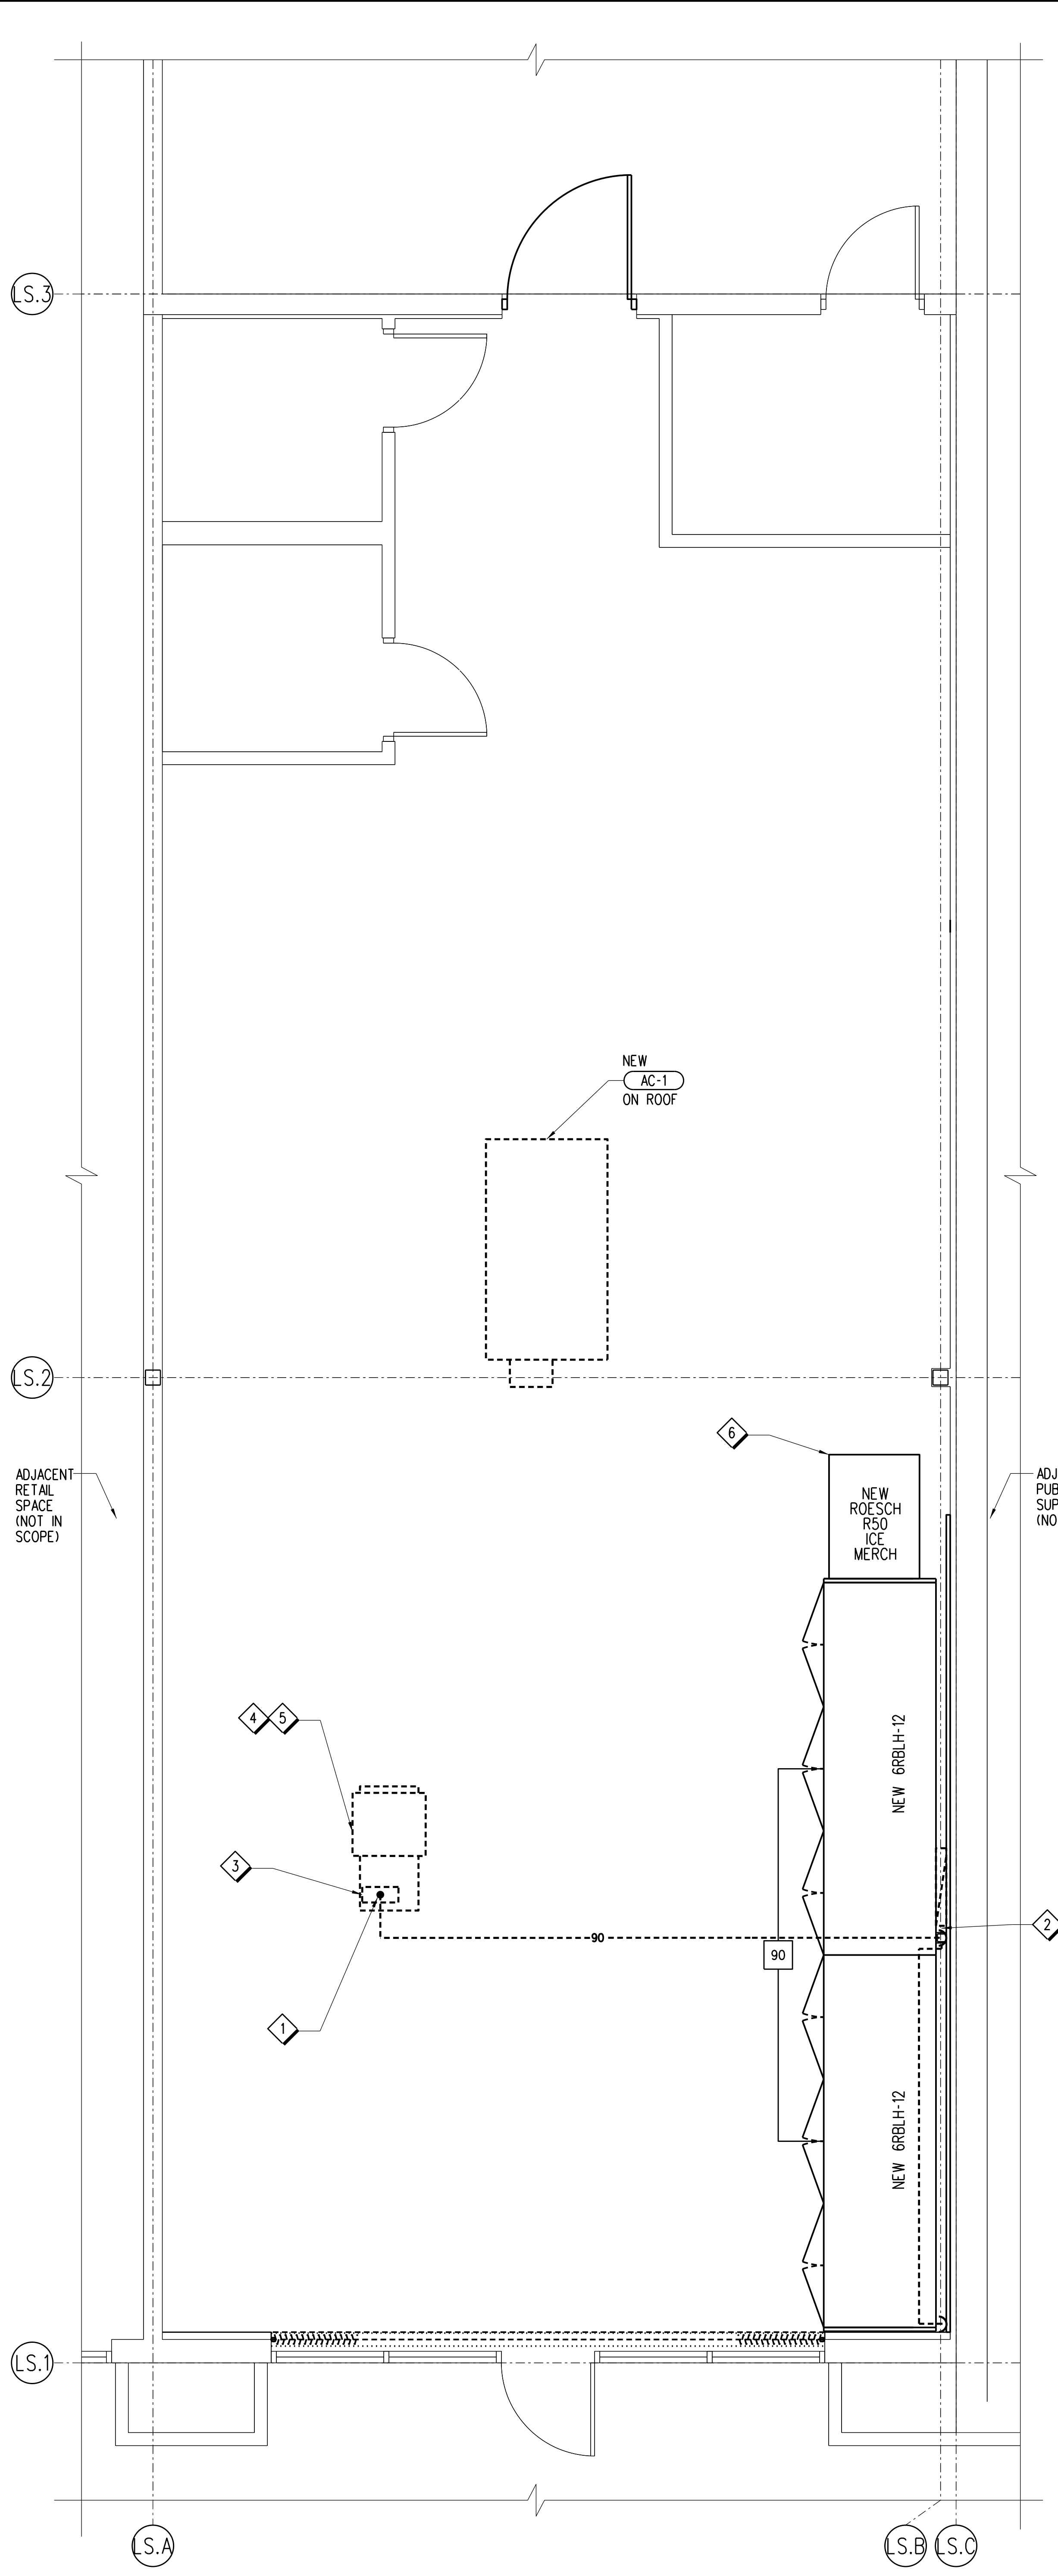 LS.3
NEW
AC-1
ON ROOF
LS.2
6
ADJACENT
RETAIL
SPACE
(NOT IN
SCOPE)
NEW
ROESCH
R50
ICE
MERCH
ADJ
PUB
SUP
(NO
4
5
NEW 6RBLH-12
3
2
90
90
1
NEW 6RBLH-12
LS.1
LS.A
LS.B
LS.C